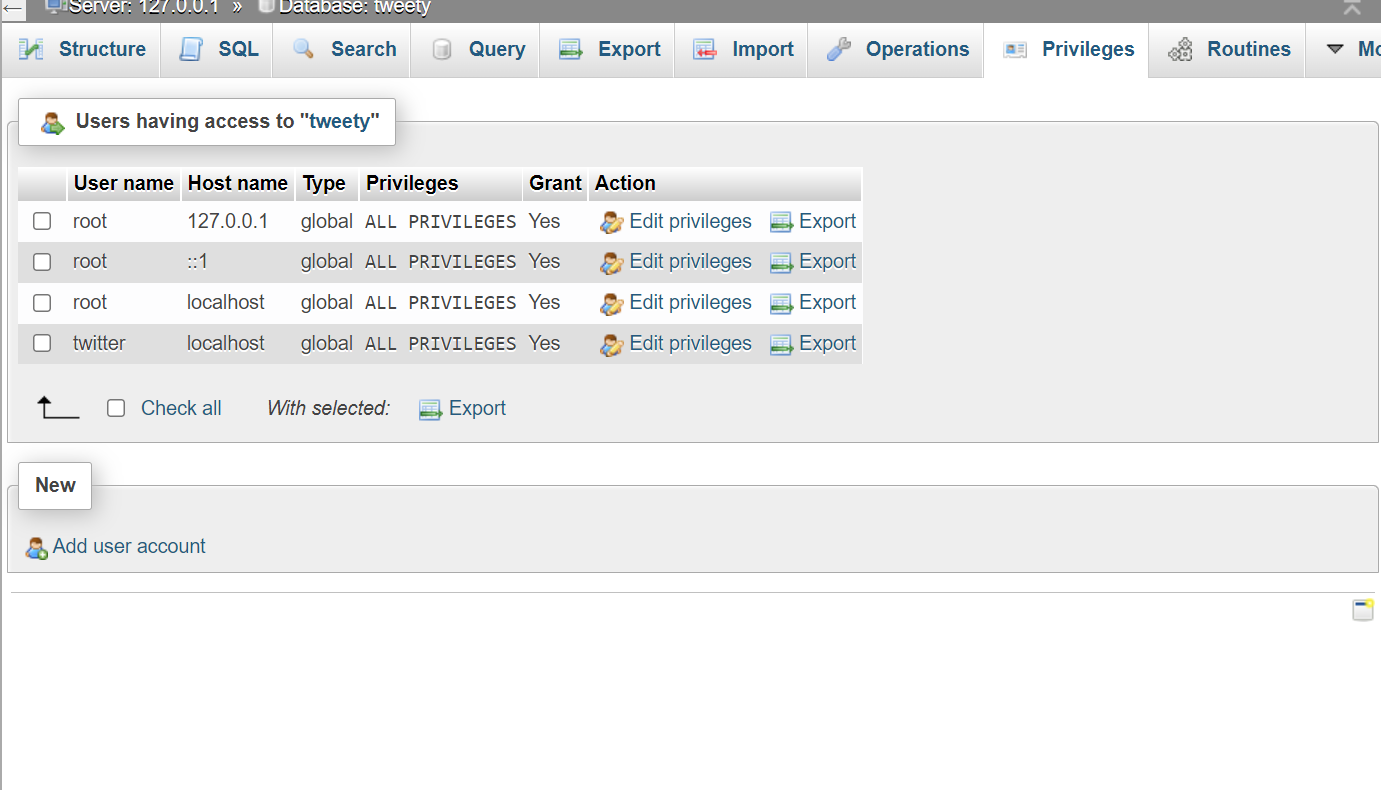 Server: 127.0.0.1 » Database: tweety
Structure SQL Search Query Export Import Operations Privileges Routines
Users having access to "tweety"
User name Host name Type Privileges Grant Action
root 127.0.0.1 global ALL PRIVILEGES Yes Edit privileges Export
root ::1 global ALL PRIVILEGES Yes Edit privileges Export
root localhost global ALL PRIVILEGES Yes Edit privileges Export
twitter localhost global ALL PRIVILEGES Yes Edit privileges Export
Check all With selected: Export
New
Add user account